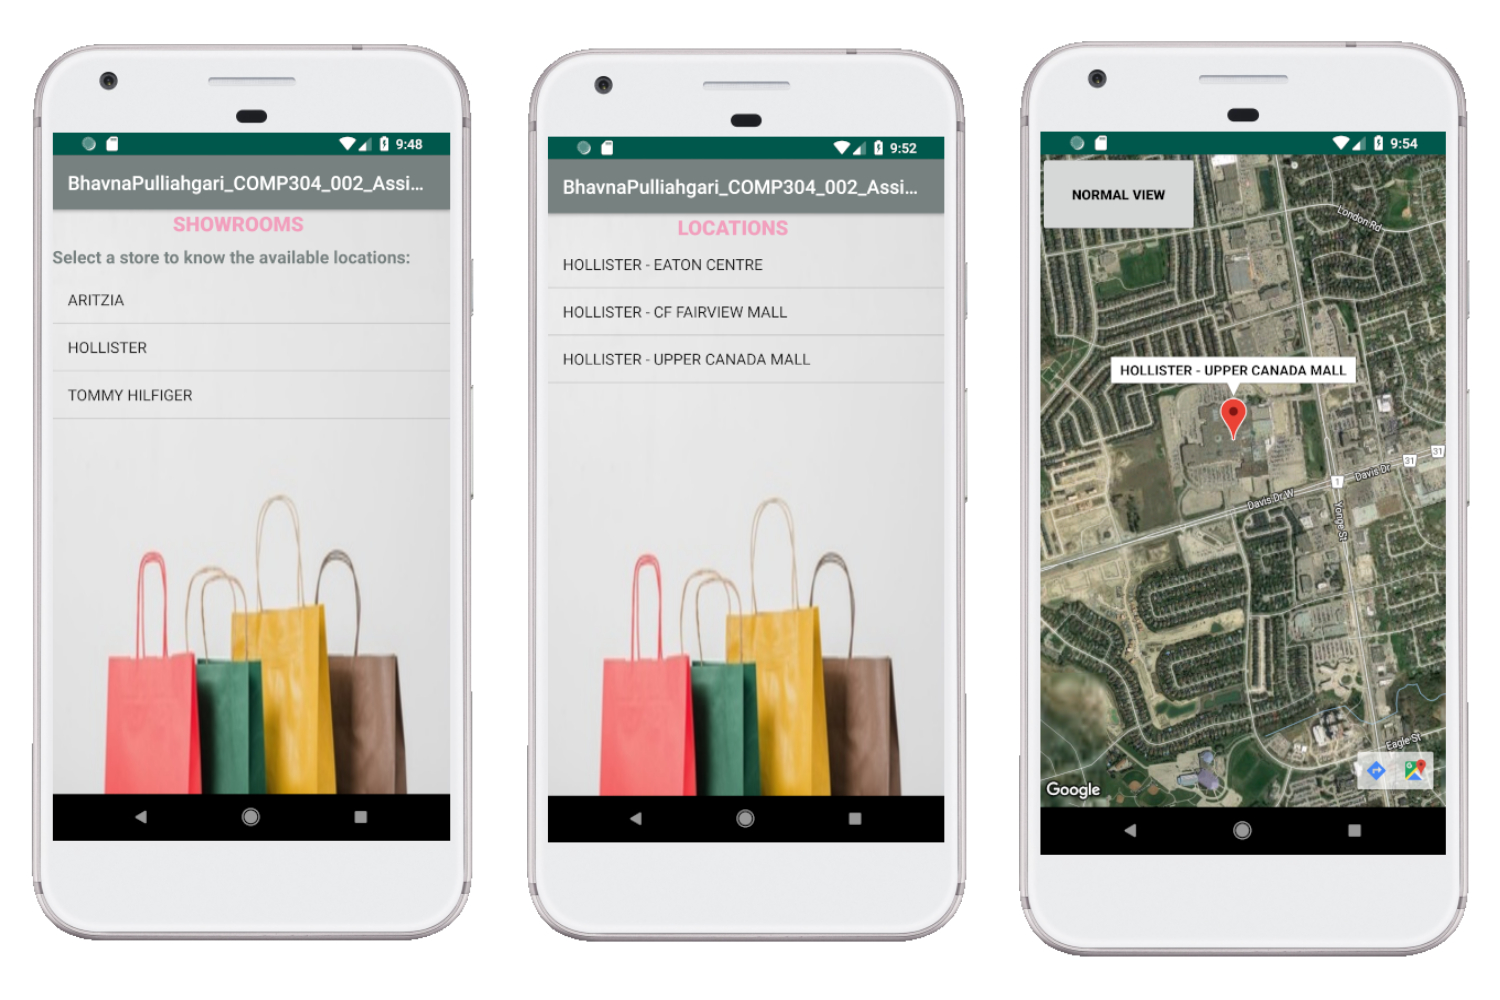 9:48
BhavnaPulliahgari_COMP304_002_Assi...
SHOWROOMS
Select a store to know the available locations:
ARITZIA
HOLLISTER
TOMMY HILFIGER
9:52
BhavnaPulliahgari_COMP304_002_Assi...
LOCATIONS
HOLLISTER - EATON CENTRE
HOLLISTER - CF FAIRVIEW MALL
HOLLISTER - UPPER CANADA MALL
9:54
NORMAL VIEW
London Rd
HOLLISTER - UPPER CANADA MALL
31
31
Davis Dr
1
Davis Dr W
Yonge St
Eagle St
Google